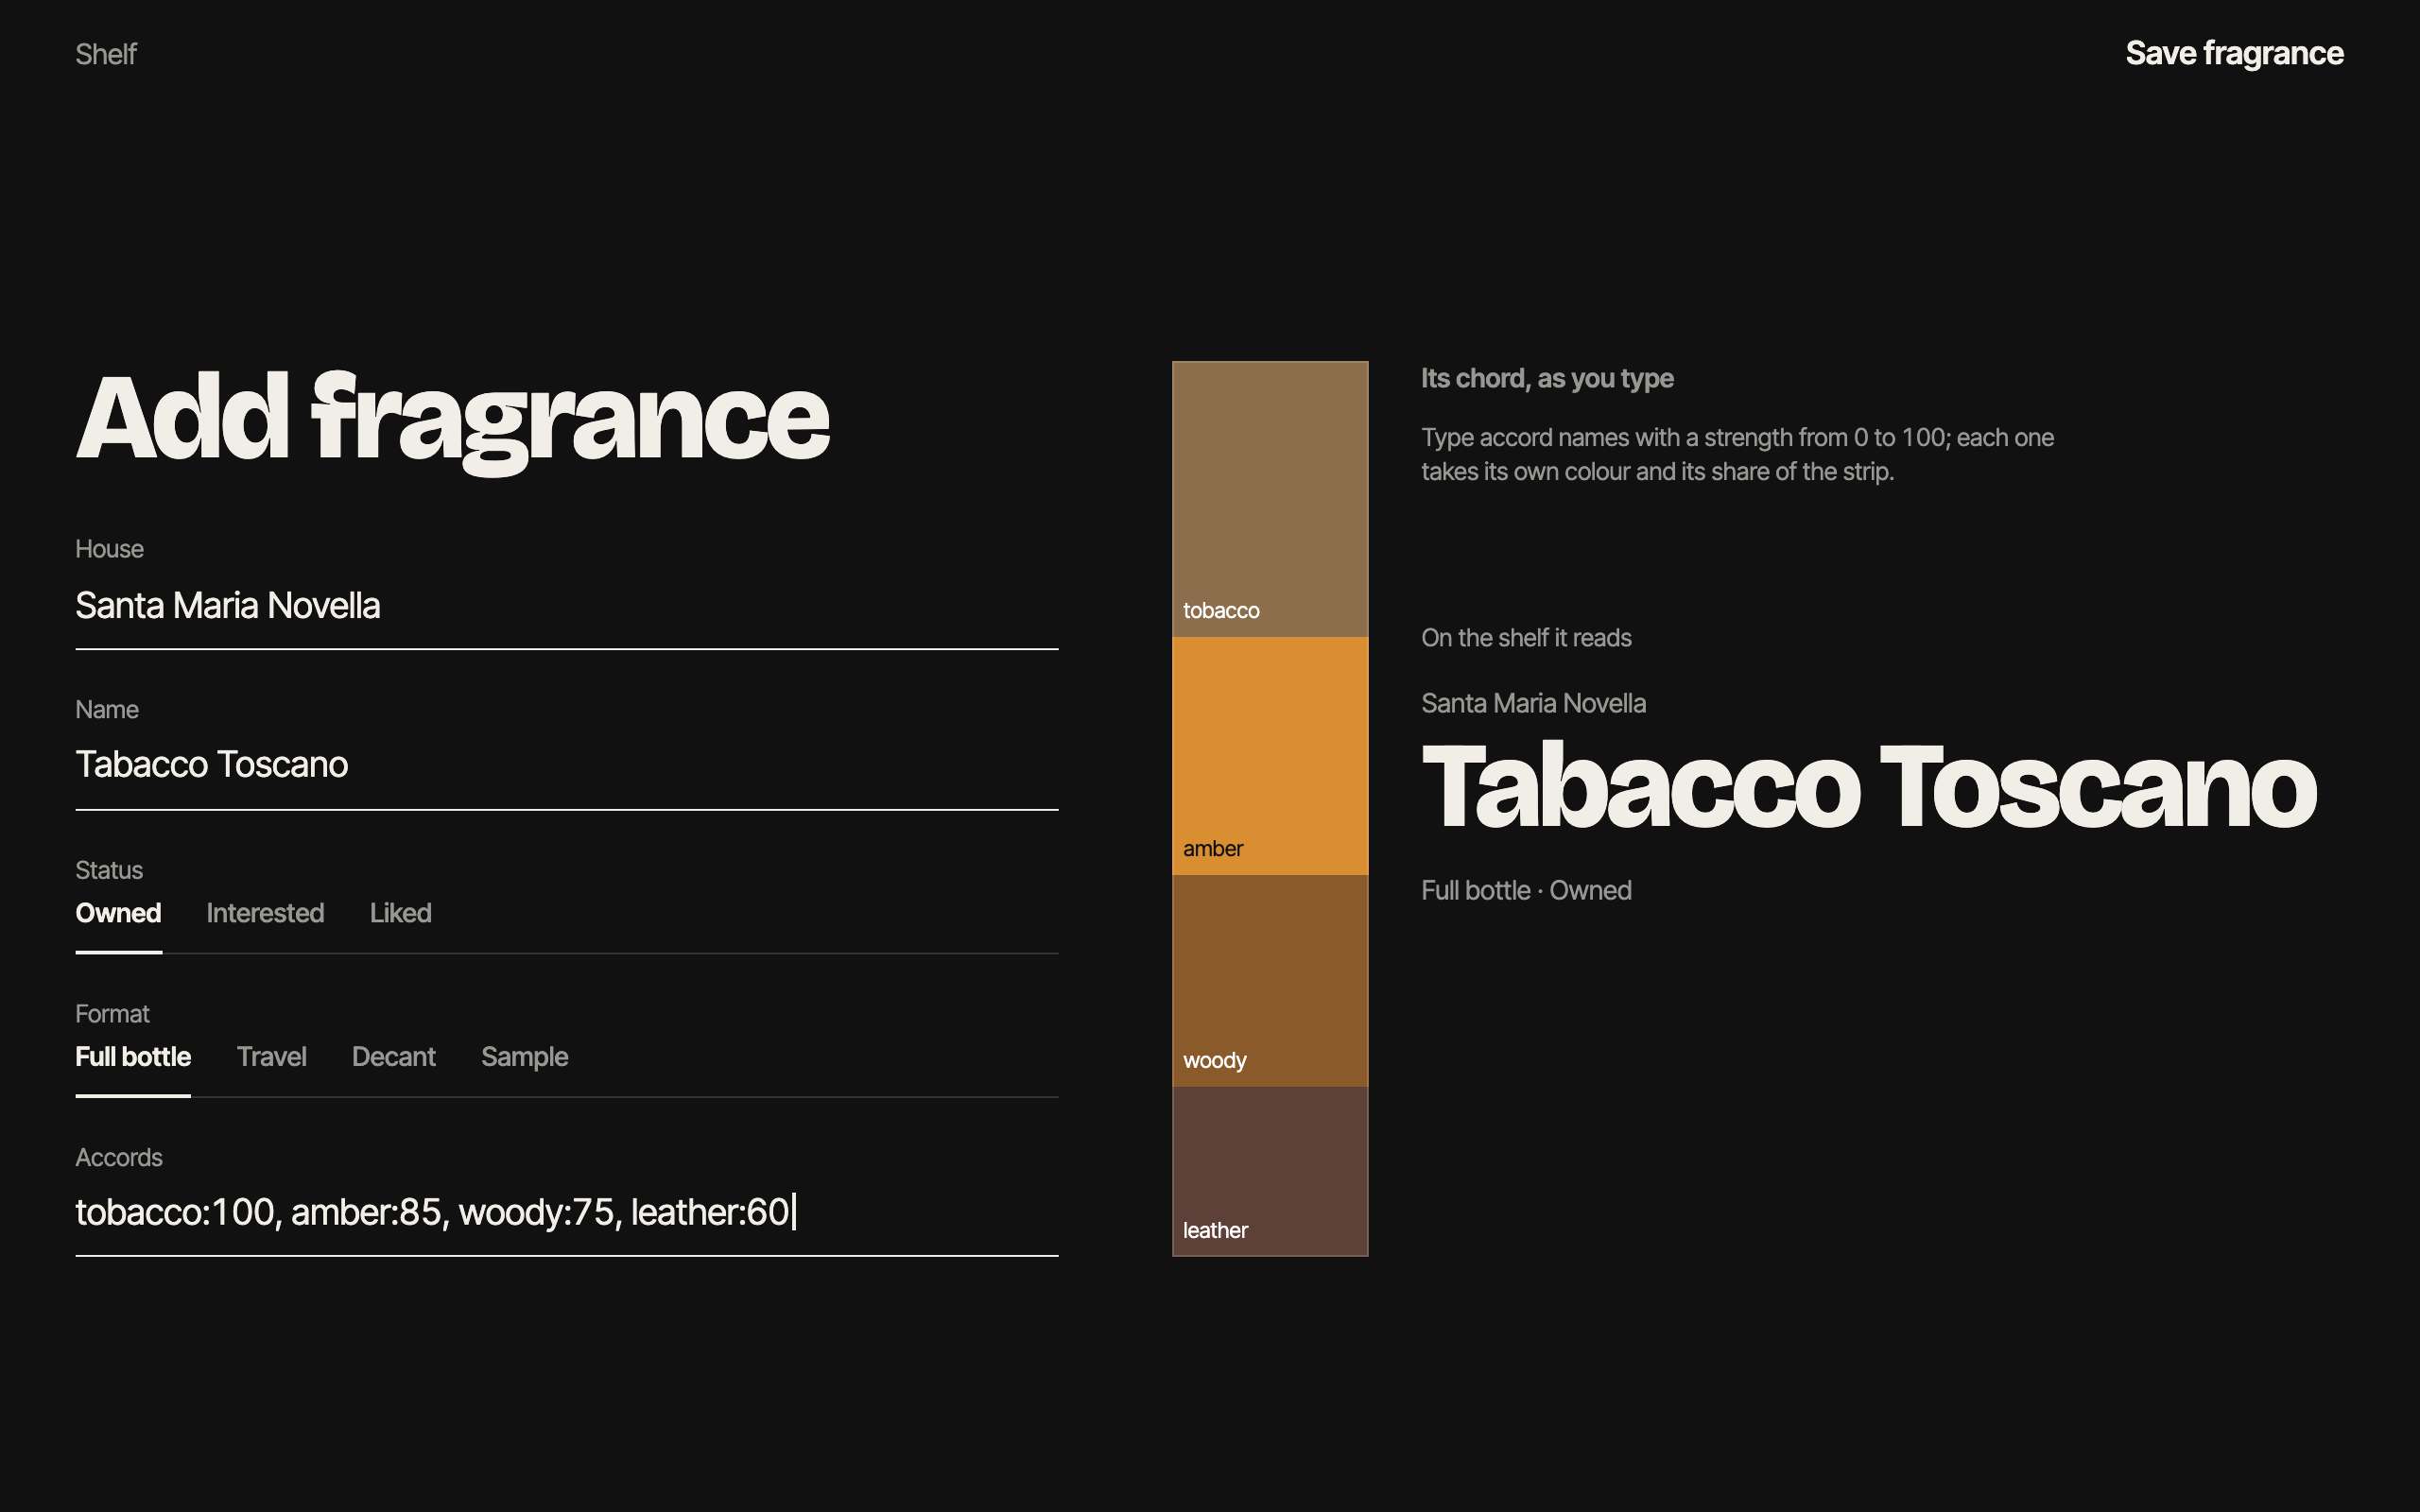 Shelf
Save fragrance
Add fragrance
House
Santa Maria Novella
Name
Tabacco Toscano
Status
Owned Interested Liked
Format
Full bottle Travel Decant Sample
Accords
tobacco:100, amber:85, woody:75, leather:60
tobacco
amber
woody
leather
Its chord, as you type
Type accord names with a strength from 0 to 100; each one
takes its own colour and its share of the strip.
On the shelf it reads
Santa Maria Novella
Tabacco Toscano
Full bottle · Owned